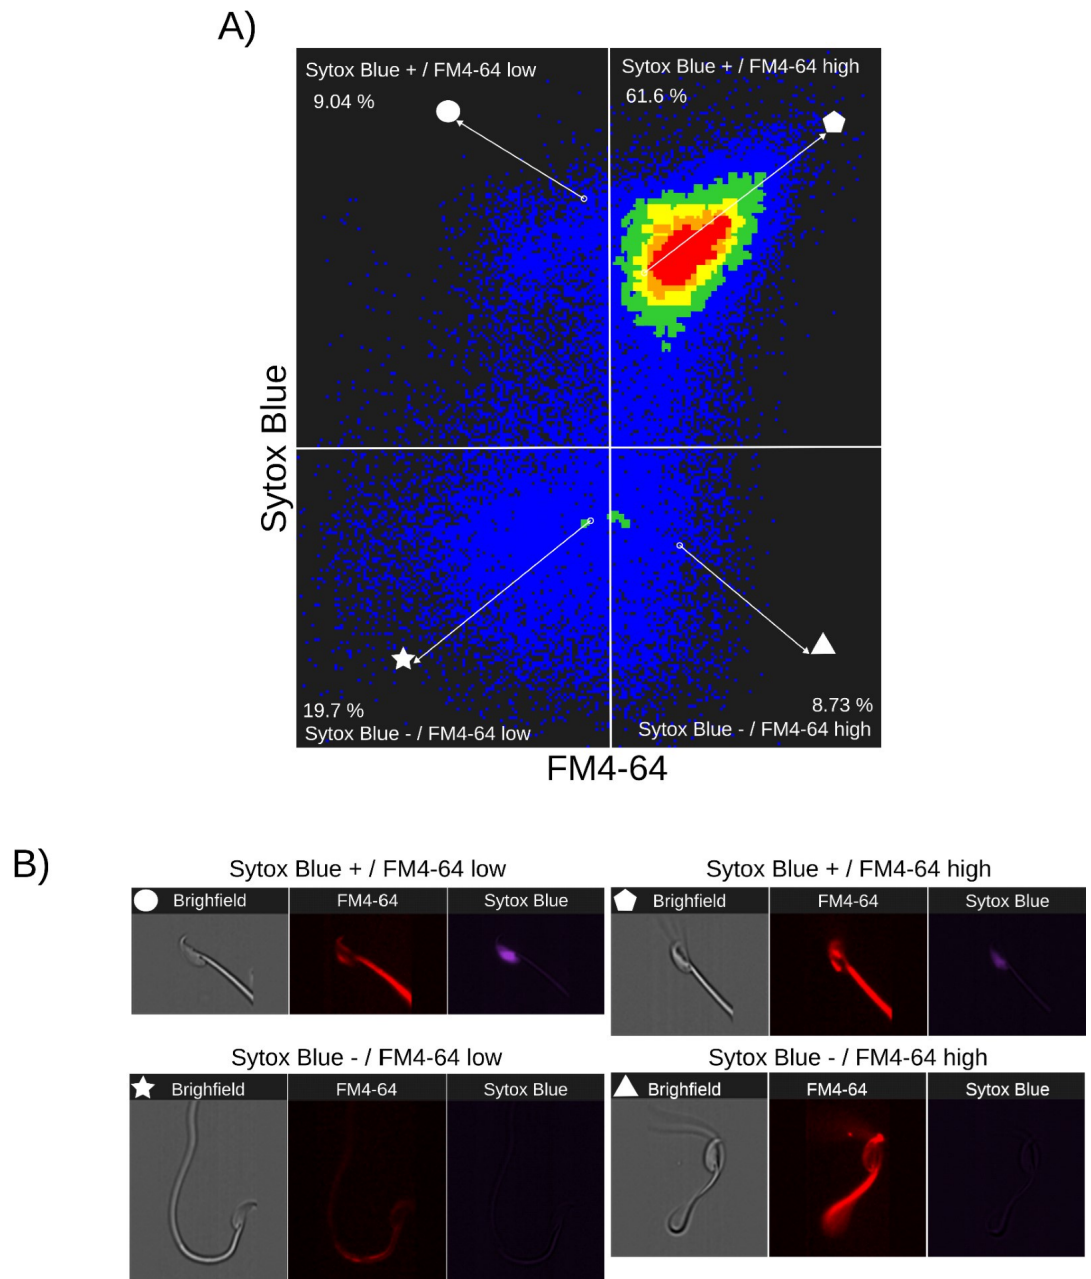 A)
Sytox Blue + / FM4-64 low
9.04 %
Sytox Blue + / FM4-64 high
61.6 %
Sytox Blue
19.7 %
Sytox Blue - / FM4-64 low
8.73 %
Sytox Blue - / FM4-64 high
FM4-64
B)
Sytox Blue + / FM4-64 low
Brighfield FM4-64 Sytox Blue
Sytox Blue + / FM4-64 high
Brighfield FM4-64 Sytox Blue
Sytox Blue - / FM4-64 low
Brighfield FM4-64 Sytox Blue
Sytox Blue - / FM4-64 high
Brighfield FM4-64 Sytox Blue